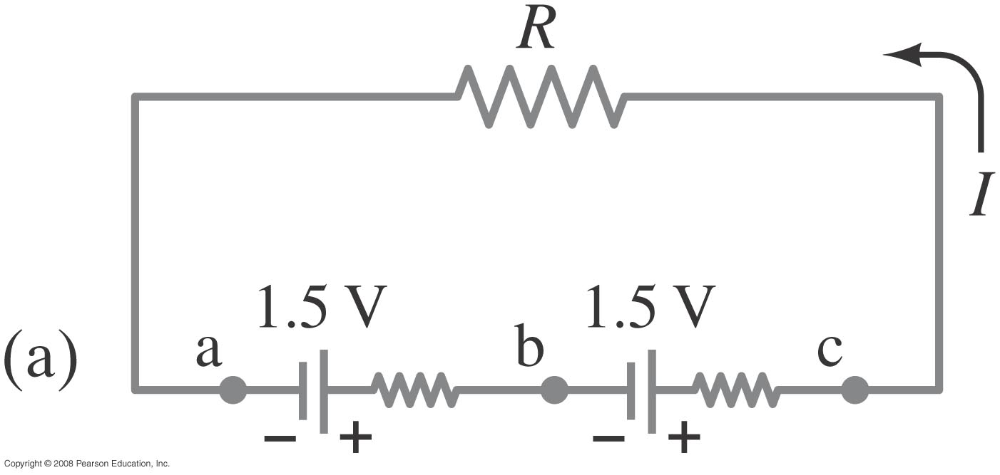 R
I
1.5 V 1.5 V
a b c
(a)
− + − +
Copyright © 2008 Pearson Education, Inc.